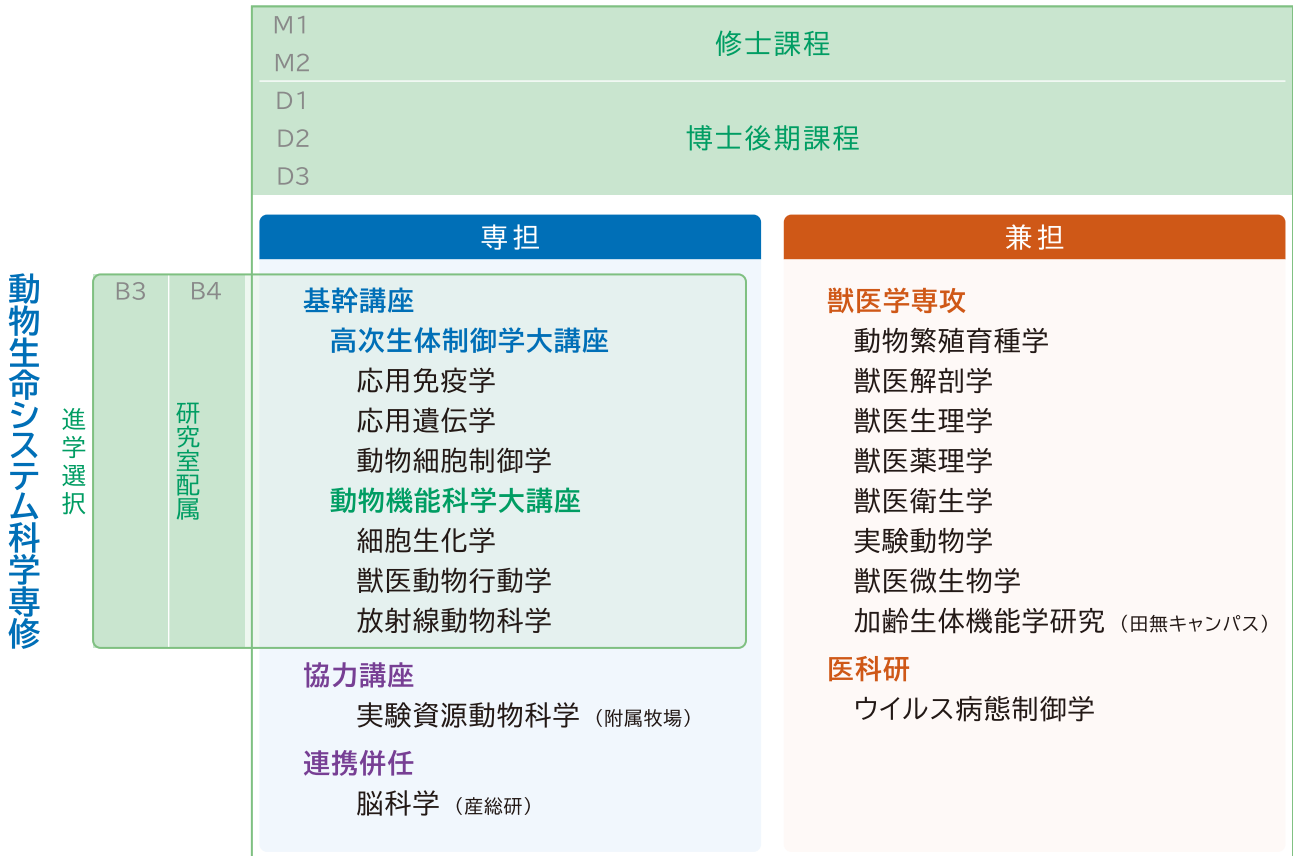 M1
M2
修士課程
D1
D2
D3
博士後期課程
動物生命システム科学専修
進学選択
B3
B4
研究室配属
専担
基幹講座
高次生体制御学大講座
応用免疫学
応用遺伝学
動物細胞制御学
動物機能科学大講座
細胞生化学
獣医動物行動学
放射線動物科学
協力講座
実験資源動物科学（附属牧場）
連携併任
脳科学（産総研）
兼担
獣医学専攻
動物繁殖育種学
獣医解剖学
獣医生理学
獣医薬理学
獣医衛生学
実験動物学
獣医微生物学
加齢生体機能学研究（田無キャンパス）
医科研
ウイルス病態制御学